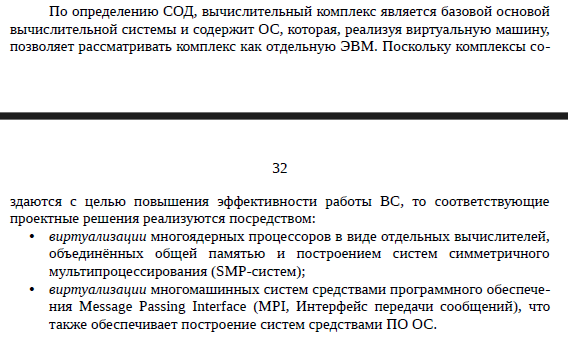 По определению СОД, вычислительный комплекс является базовой основой
вычислительной системы и содержит ОС, которая, реализуя виртуальную машину,
позволяет рассматривать комплекс как отдельную ЭВМ. Поскольку комплексы со-
32
здаются с целью повышения эффективности работы ВС, то соответствующие
проектные решения реализуются посредством:
• виртуализации многоядерных процессоров в виде отдельных вычислителей,
объединённых общей памятью и построением систем симметричного
мультипроцессирования (SMP-систем);
• виртуализации многомашинных систем средствами программного обеспече-
ния Message Passing Interface (MPI, Интерфейс передачи сообщений), что
также обеспечивает построение систем средствами ПО ОС.